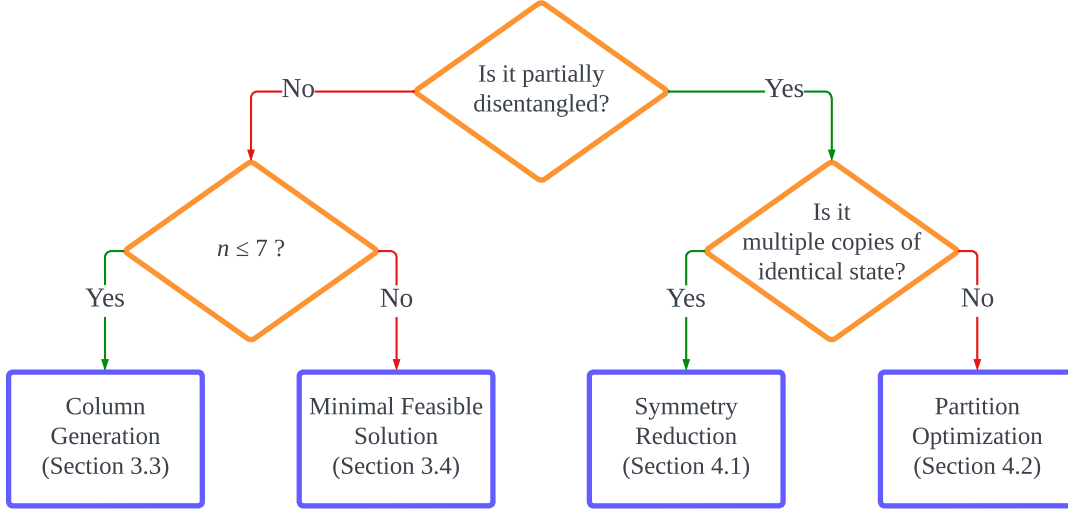 Is it partially
disentangled?
No
Yes
n ≤ 7 ?
Is it
multiple copies of
identical state?
Yes
No
Yes
No
Column
Generation
(Section 3.3)
Minimal Feasible
Solution
(Section 3.4)
Symmetry
Reduction
(Section 4.1)
Partition
Optimization
(Section 4.2)